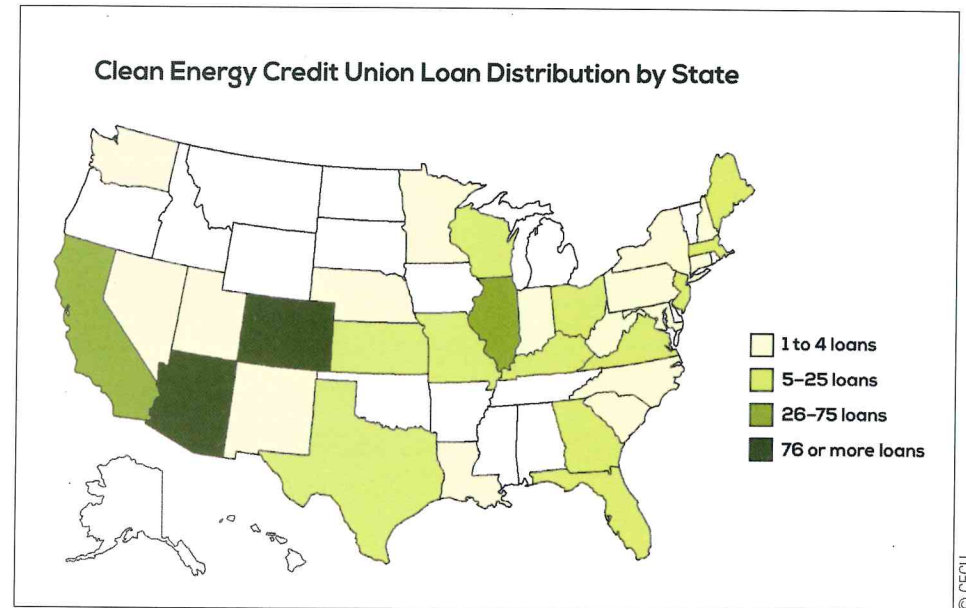 Clean Energy Credit Union Loan Distribution by State
1 to 4 loans
5–25 loans
26–75 loans
76 or more loans
© CECU